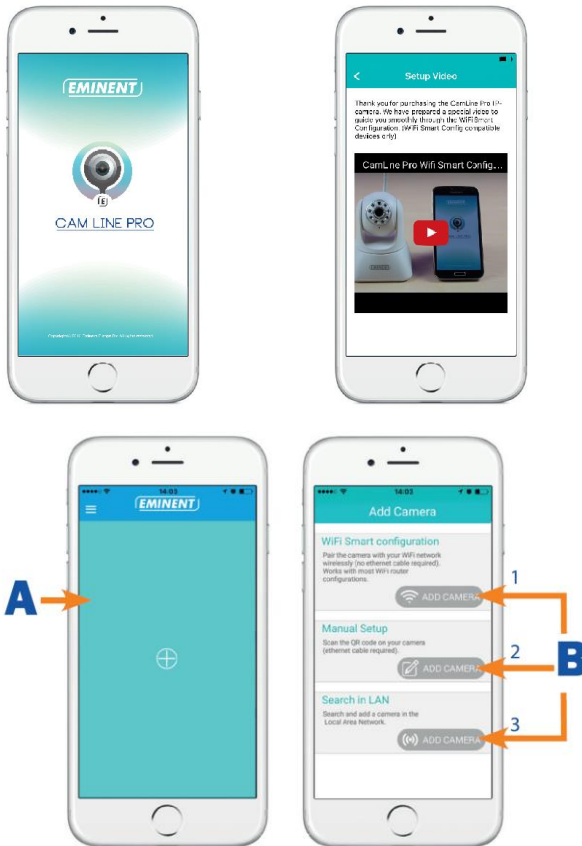 EMINENT
CAM LINE PRO
Setup Video
Thank you for purchasing the CamLine Pro IP-
camera. We have prepared a special video to
guide you smoothly through the WiFi Smart
Configuration. (WiFi Smart Config compatible
devices only)
CamLine Pro Wifi Smart Config...
14:03
EMINENT
A
14:03
Add Camera
WiFi Smart configuration
Pair the camera with your WiFi network
wirelessly (no ethernet cable required).
Works with most WiFi router
configurations.
ADD CAMERA
1
Manual Setup
Scan the QR code on your camera
(ethernet cable required).
ADD CAMERA
2
Search in LAN
Search and add a camera in the
Local Area Network.
ADD CAMERA
3
B